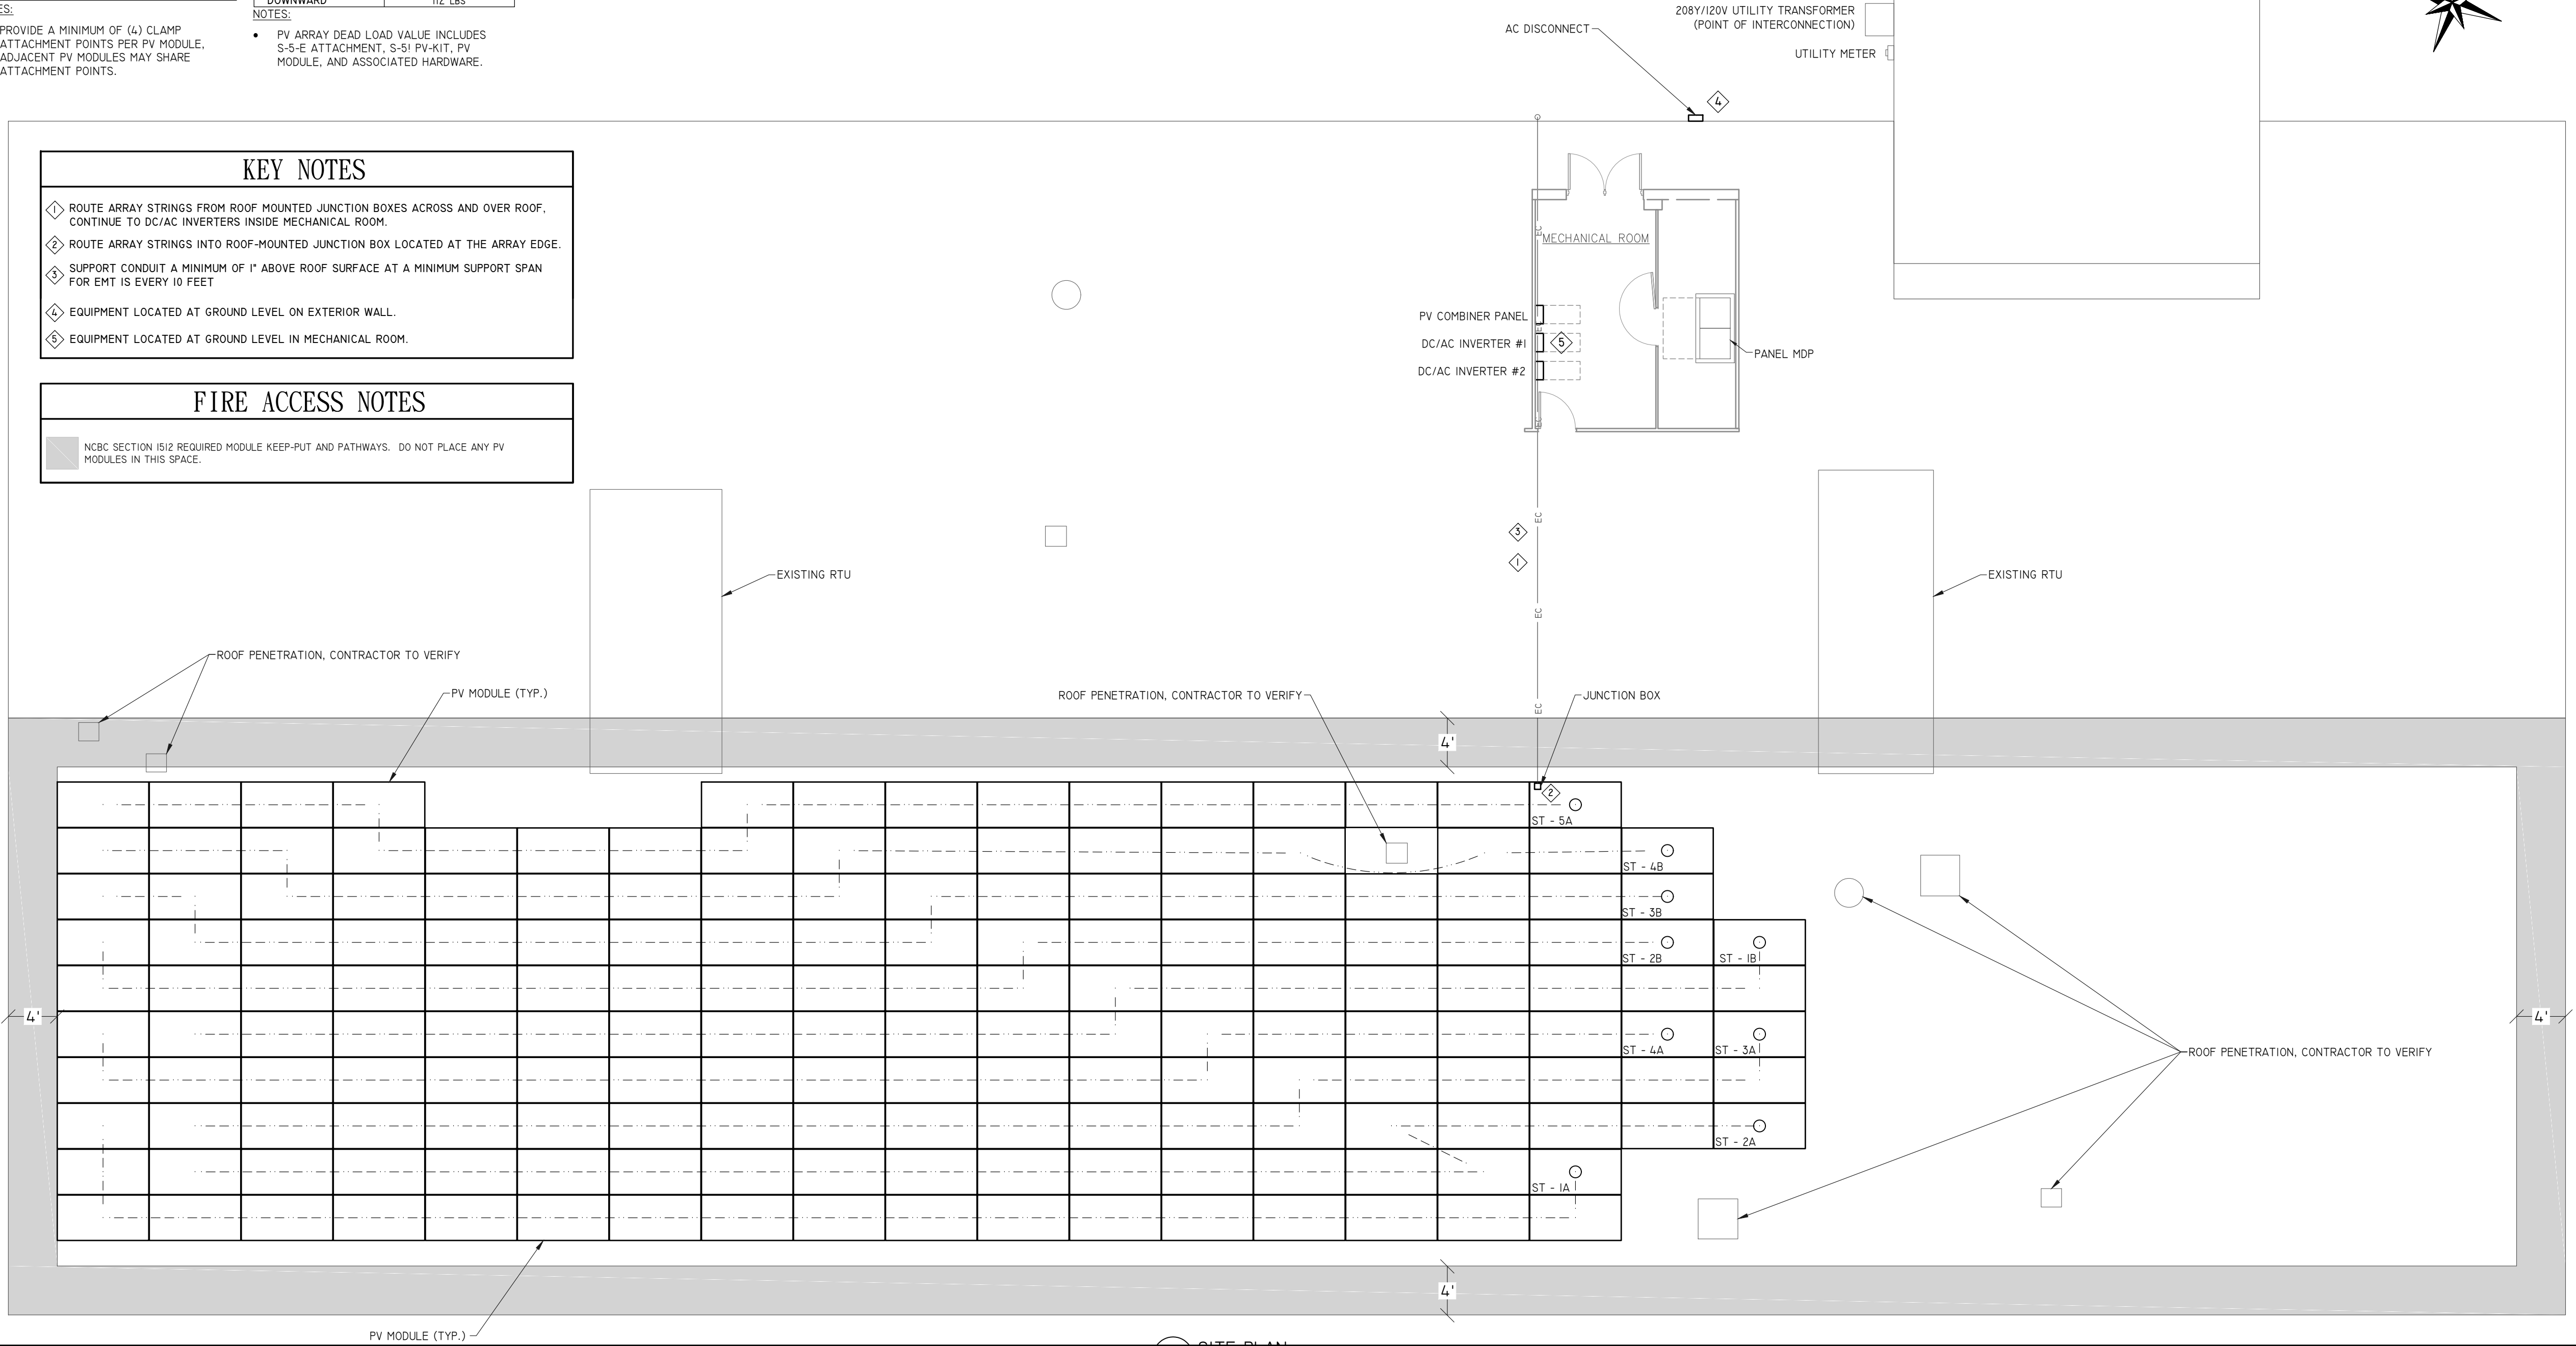 ES:
PROVIDE A MINIMUM OF (4) CLAMP
ATTACHMENT POINTS PER PV MODULE,
ADJACENT PV MODULES MAY SHARE
ATTACHMENT POINTS.
DOWNWARD 112 LBS
NOTES:
• PV ARRAY DEAD LOAD VALUE INCLUDES
S-5-E ATTACHMENT, S-5! PV-KIT, PV
MODULE, AND ASSOCIATED HARDWARE.
208Y/120V UTILITY TRANSFORMER
(POINT OF INTERCONNECTION)
AC DISCONNECT
UTILITY METER
4
KEY NOTES
1 ROUTE ARRAY STRINGS FROM ROOF MOUNTED JUNCTION BOXES ACROSS AND OVER ROOF,
CONTINUE TO DC/AC INVERTERS INSIDE MECHANICAL ROOM.
2 ROUTE ARRAY STRINGS INTO ROOF-MOUNTED JUNCTION BOX LOCATED AT THE ARRAY EDGE.
3 SUPPORT CONDUIT A MINIMUM OF 1" ABOVE ROOF SURFACE AT A MINIMUM SUPPORT SPAN
FOR EMT IS EVERY 10 FEET
4 EQUIPMENT LOCATED AT GROUND LEVEL ON EXTERIOR WALL.
5 EQUIPMENT LOCATED AT GROUND LEVEL IN MECHANICAL ROOM.
FIRE ACCESS NOTES
NCBC SECTION 1512 REQUIRED MODULE KEEP-PUT AND PATHWAYS. DO NOT PLACE ANY PV
MODULES IN THIS SPACE.
EC
MECHANICAL ROOM
PV COMBINER PANEL
EC
DC/AC INVERTER #1
5
DC/AC INVERTER #2
PANEL MDP
EC
EC
3
1
EXISTING RTU
EXISTING RTU
EC
ROOF PENETRATION, CONTRACTOR TO VERIFY
PV MODULE (TYP.)
ROOF PENETRATION, CONTRACTOR TO VERIFY
JUNCTION BOX
EC
4'
2
ST - 5A
ST - 4B
ST - 3B
ST - 2B
ST - 1B
4'
4'
ST - 4A
ST - 3A
ROOF PENETRATION, CONTRACTOR TO VERIFY
ST - 2A
ST - 1A
4'
PV MODULE (TYP.)
SITE PLAN